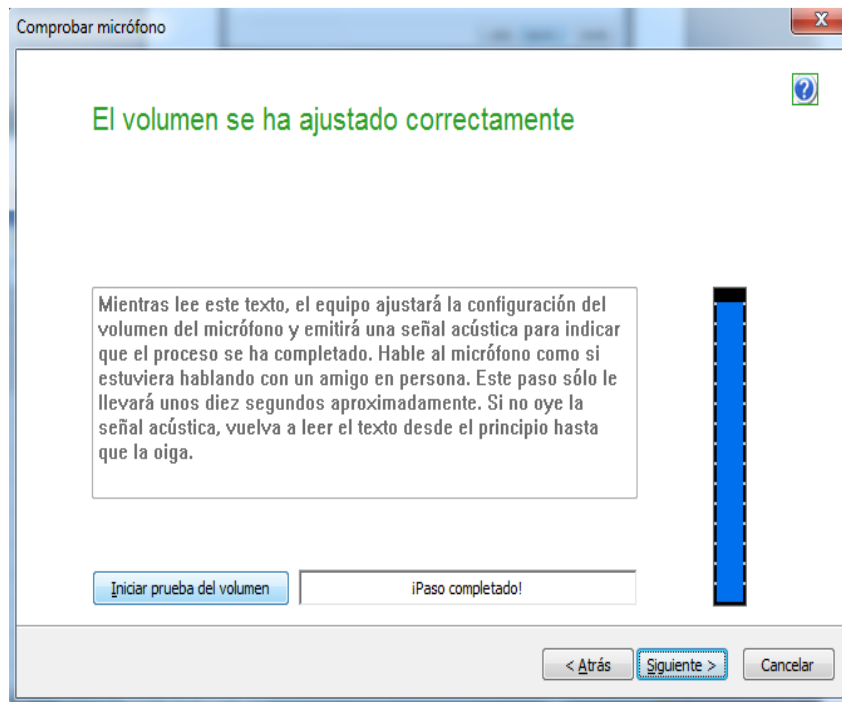 Comprobar micrófono
El volumen se ha ajustado correctamente
Mientras lee este texto, el equipo ajustará la configuración del
volumen del micrófono y emitirá una señal acústica para indicar
que el proceso se ha completado. Hable al micrófono como si
estuviera hablando con un amigo en persona. Este paso sólo le
llevará unos diez segundos aproximadamente. Si no oye la
señal acústica, vuelva a leer el texto desde el principio hasta
que la oiga.
Iniciar prueba del volumen
¡Paso completado!
< Atrás
Siguiente >
Cancelar